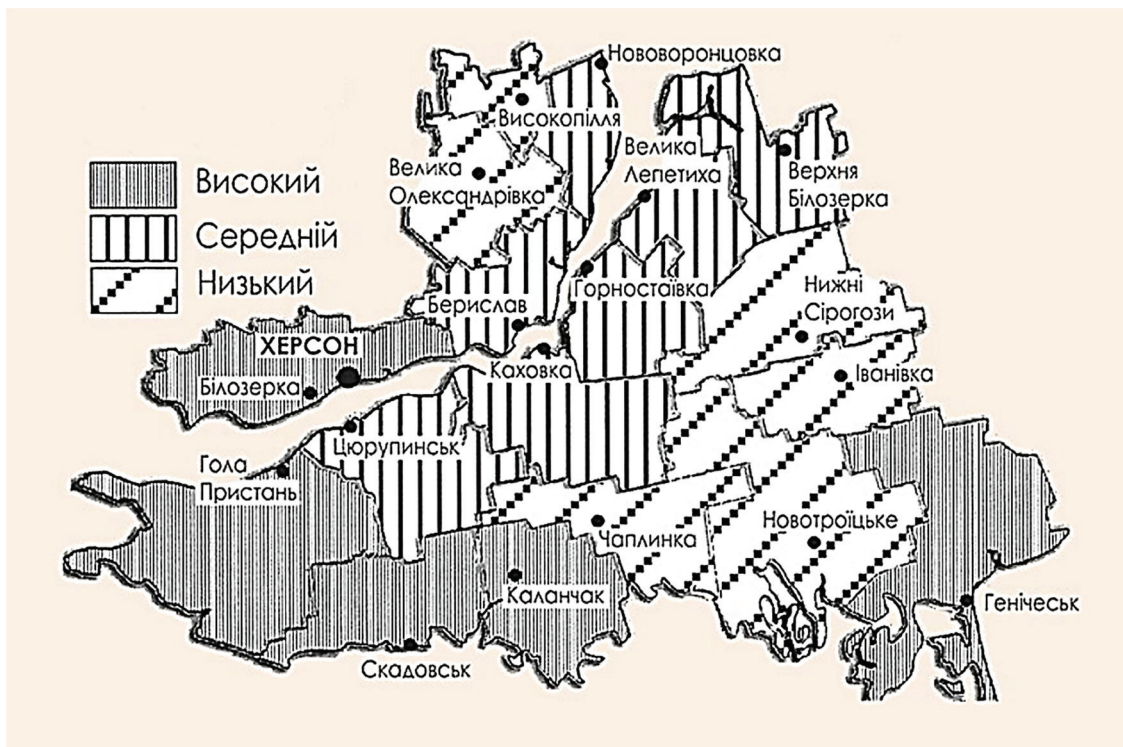 Високий
Середній
Низький
Нововоронцовка
Високопілля
Велика
Олександрівка
Велика
Лепетиха
Верхня
Білозерка
Берислав
Горностаївка
Нижні
Сірогози
ХЕРСОН
Білозерка
Каховка
Іванівка
Цюрупинськ
Гола
Пристань
Чаплинка
Новотроїцьке
Каланчак
Генічеськ
Скадовськ